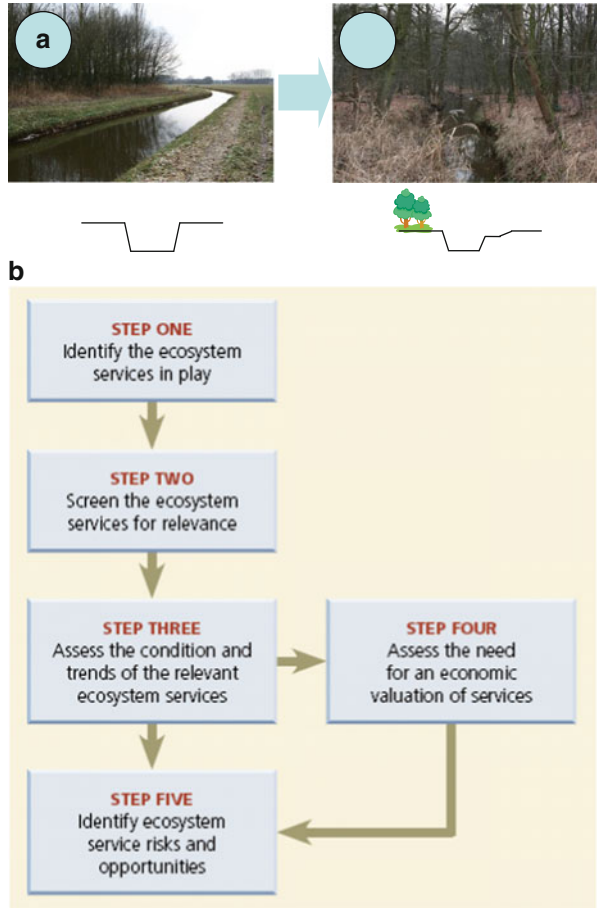 a
b
STEP ONE
Identify the ecosystem
services in play
STEP TWO
Screen the ecosystem
services for relevance
STEP THREE
Assess the condition and
trends of the relevant
ecosystem services
STEP FOUR
Assess the need
for an economic
valuation of services
STEP FIVE
Identify ecosystem
service risks and
opportunities